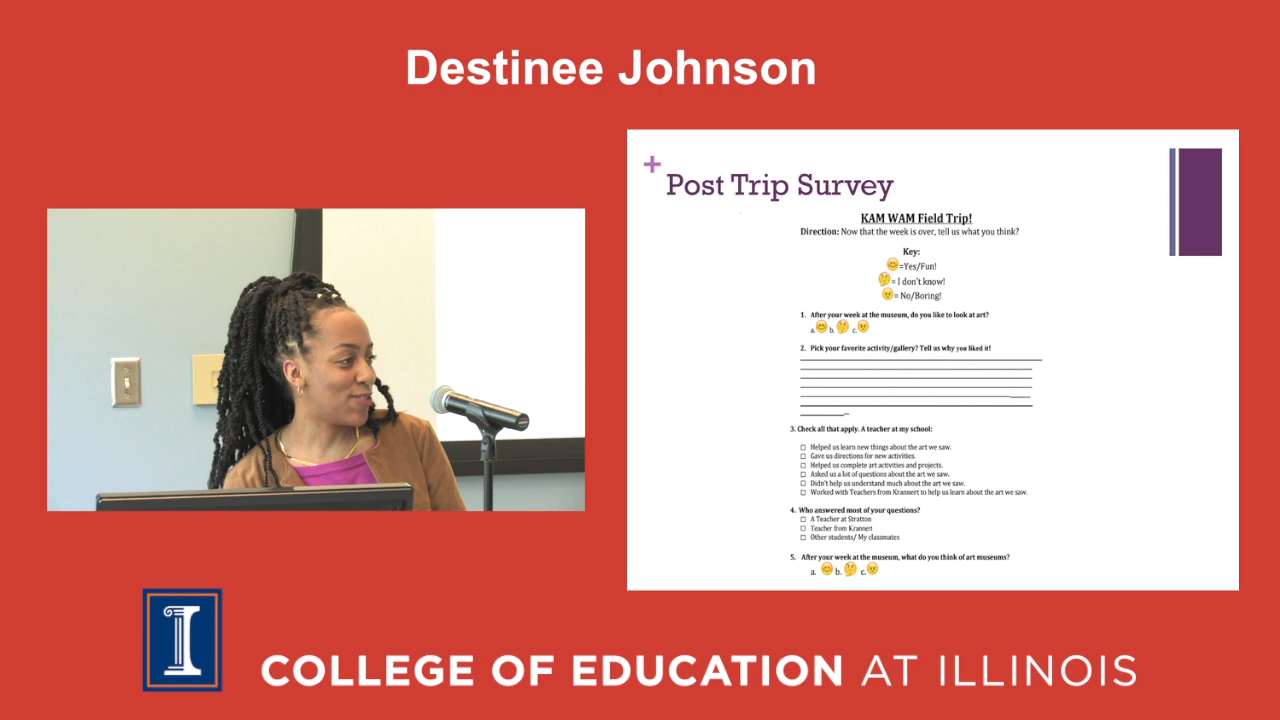 Destinee Johnson
+
Post Trip Survey
KAM WAM Field Trip!
Direction: Now that the week is over, tell us what you think?
Key:
😊=Yes/Fun!
🤔= I don't know!
😠= No/Boring!
1. After your week at the museum, do you like to look at art?
a.😊 b.🤔 c.😠
2. Pick your favorite activity/gallery? Tell us why you liked it!
3. Check all that apply. A teacher at my school:
☐ Helped us learn new things about the art we saw.
☐ Gave us directions for new activities.
☐ Helped us complete art activities and projects.
☐ Asked us a lot of questions about the art we saw.
☐ Didn't help us understand much about the art we saw.
☐ Worked with Teachers from Krannert to help us learn about the art we saw.
4. Who answered most of your questions?
☐ A Teacher at Stratton
☐ Teacher from Krannert
☐ Other students/ My classmates
5. After your week at the museum, what do you think of art museums?
a. 😊 b. 🤔 c. 😠
I
COLLEGE OF EDUCATION AT ILLINOIS